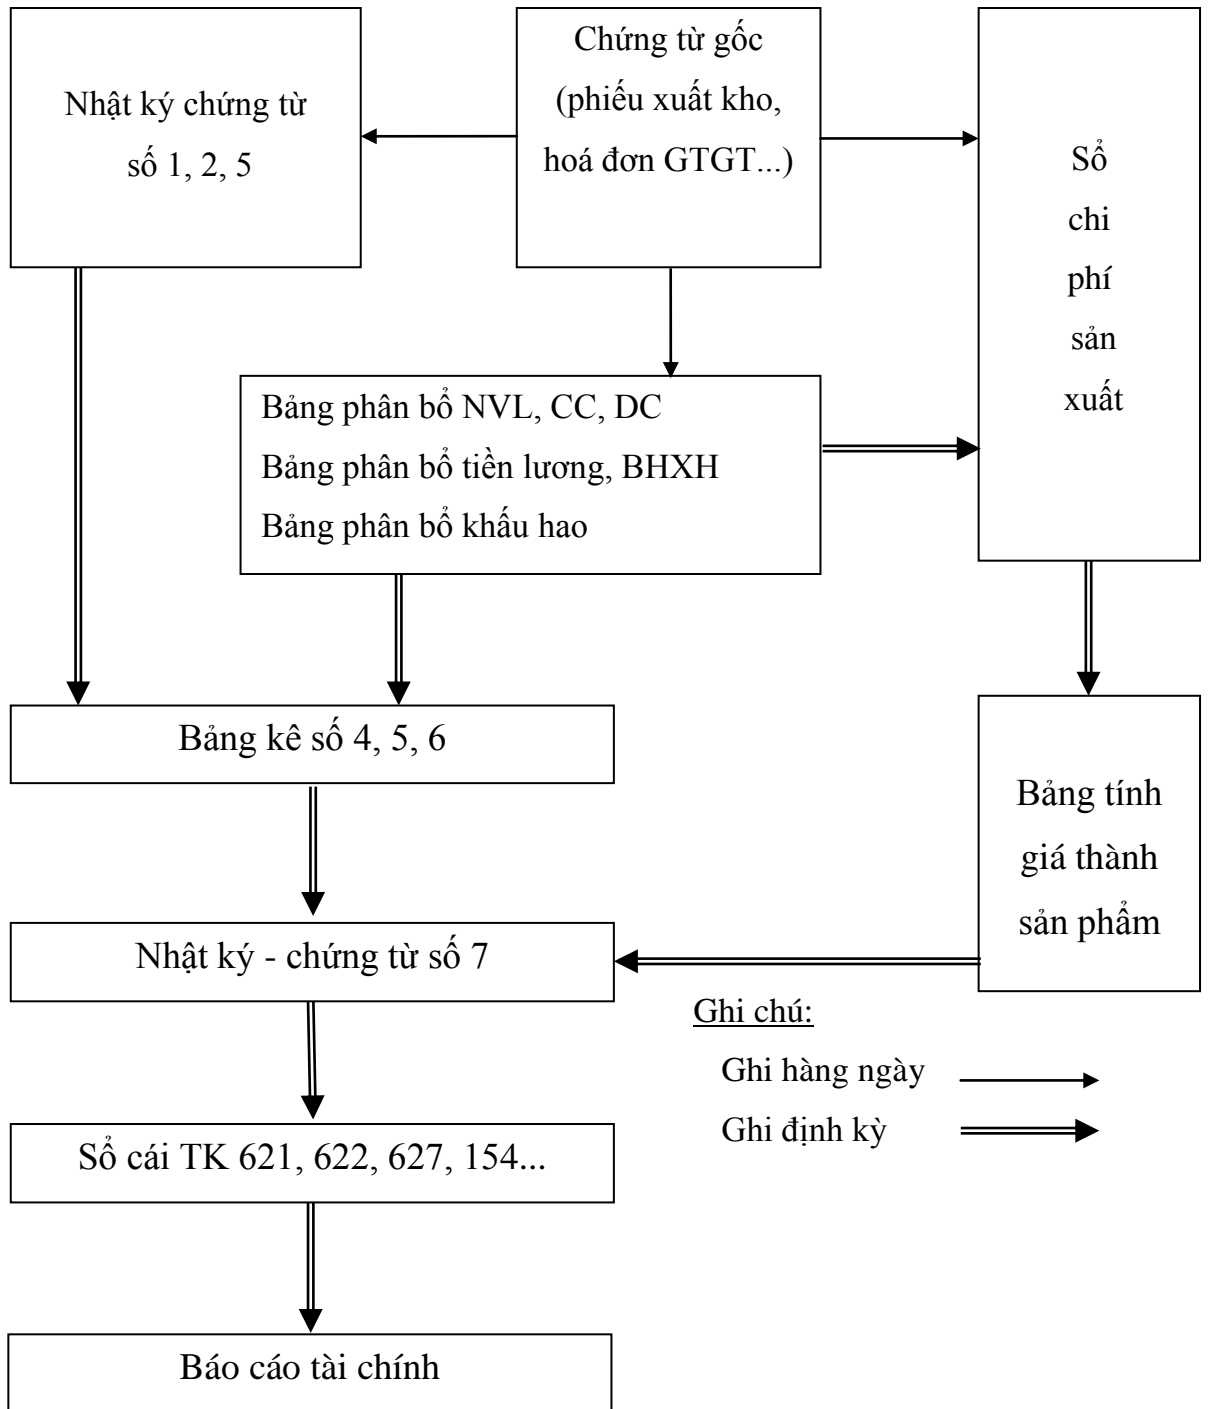 Nhật ký chứng từ
số 1, 2, 5
Chứng từ gốc
(phiếu xuất kho,
hoá đơn GTGT...)
Sổ
chi
phí
sản
xuất
Bảng phân bổ NVL, CC, DC
Bảng phân bổ tiền lương, BHXH
Bảng phân bổ khấu hao
Bảng kê số 4, 5, 6
Bảng tính
giá thành
sản phẩm
Nhật ký - chứng từ số 7
Ghi chú:
Ghi hàng ngày
Ghi định kỳ
Sổ cái TK 621, 622, 627, 154...
Báo cáo tài chính